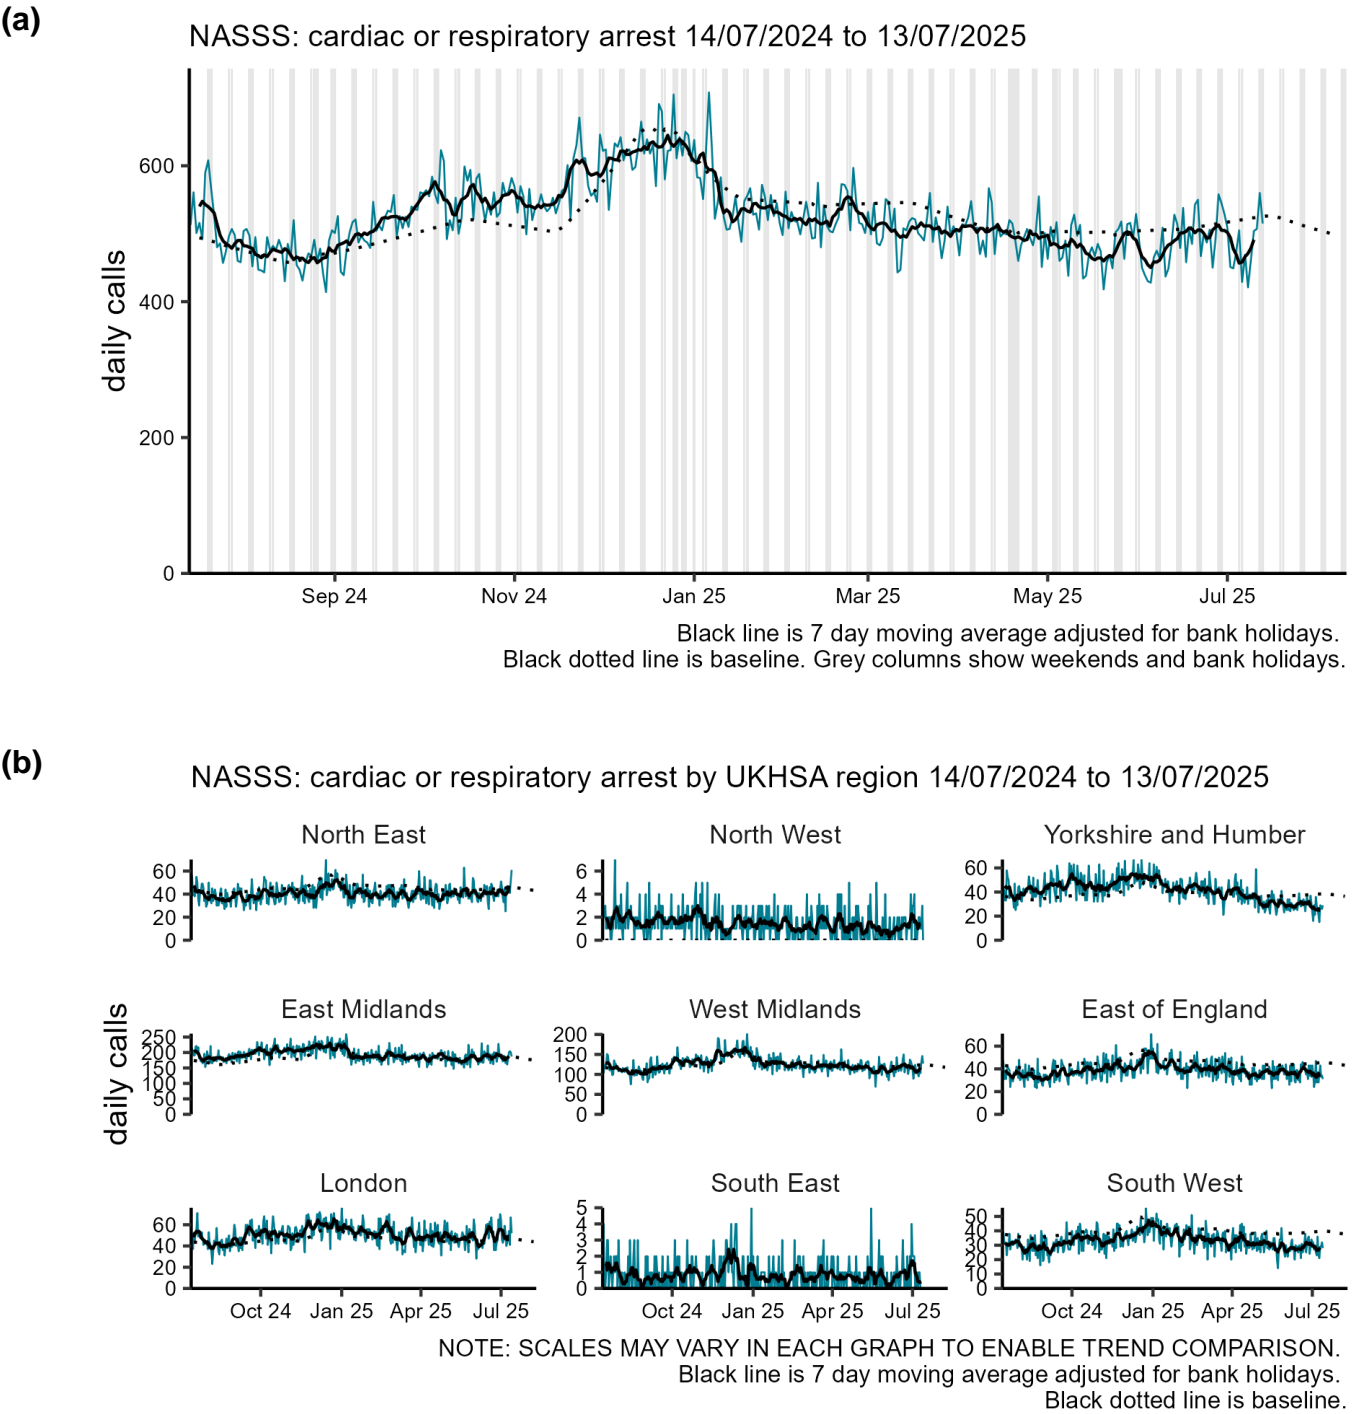 (a)
NASSS: cardiac or respiratory arrest 14/07/2024 to 13/07/2025
daily calls
600
400
200
0
Sep 24 Nov 24 Jan 25 Mar 25 May 25 Jul 25
Black line is 7 day moving average adjusted for bank holidays.
Black dotted line is baseline. Grey columns show weekends and bank holidays.
(b)
NASSS: cardiac or respiratory arrest by UKHSA region 14/07/2024 to 13/07/2025
daily calls
North East
60
40
20
0
North West
6
4
2
0
Yorkshire and Humber
60
40
20
0
East Midlands
250
200
150
100
50
0
West Midlands
200
150
100
50
0
East of England
60
40
20
0
London
60
40
20
0
South East
5
4
3
2
1
0
South West
50
40
30
20
10
0
Oct 24 Jan 25 Apr 25 Jul 25 Oct 24 Jan 25 Apr 25 Jul 25 Oct 24 Jan 25 Apr 25 Jul 25
NOTE: SCALES MAY VARY IN EACH GRAPH TO ENABLE TREND COMPARISON.
Black line is 7 day moving average adjusted for bank holidays.
Black dotted line is baseline.